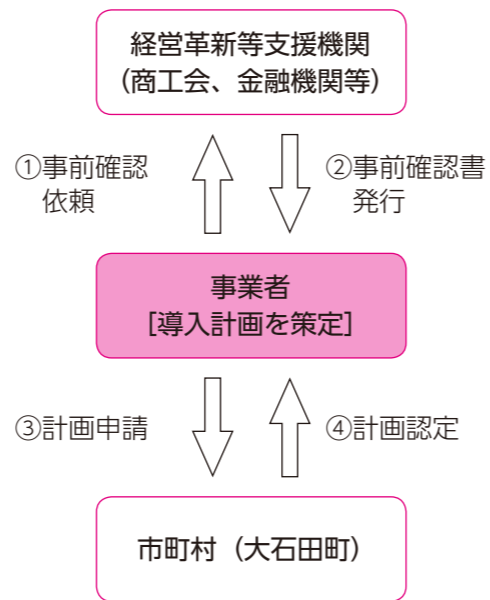 経営革新等支援機関
（商工会、金融機関等）
①事前確認
依頼
②事前確認書
発行
事業者
［導入計画を策定］
③計画申請
④計画認定
市町村（大石田町）